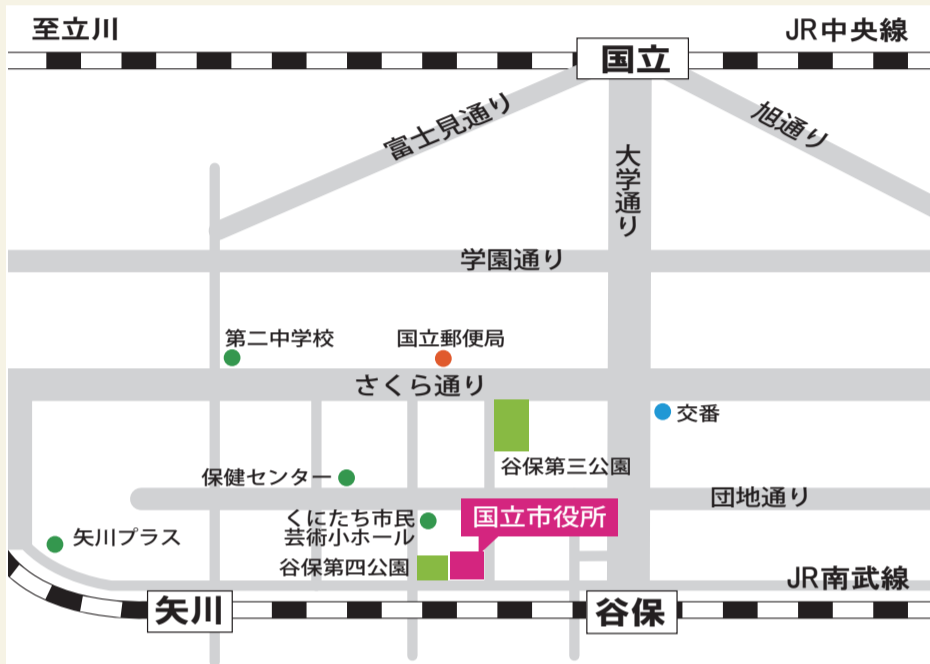 至立川
JR中央線
国立
富士見通り
旭通り
大学通り
学園通り
第二中学校
国立郵便局
さくら通り
交番
谷保第三公園
保健センター
団地通り
くにたち市民
芸術小ホール
国立市役所
矢川プラス
谷保第四公園
JR南武線
矢川
谷保